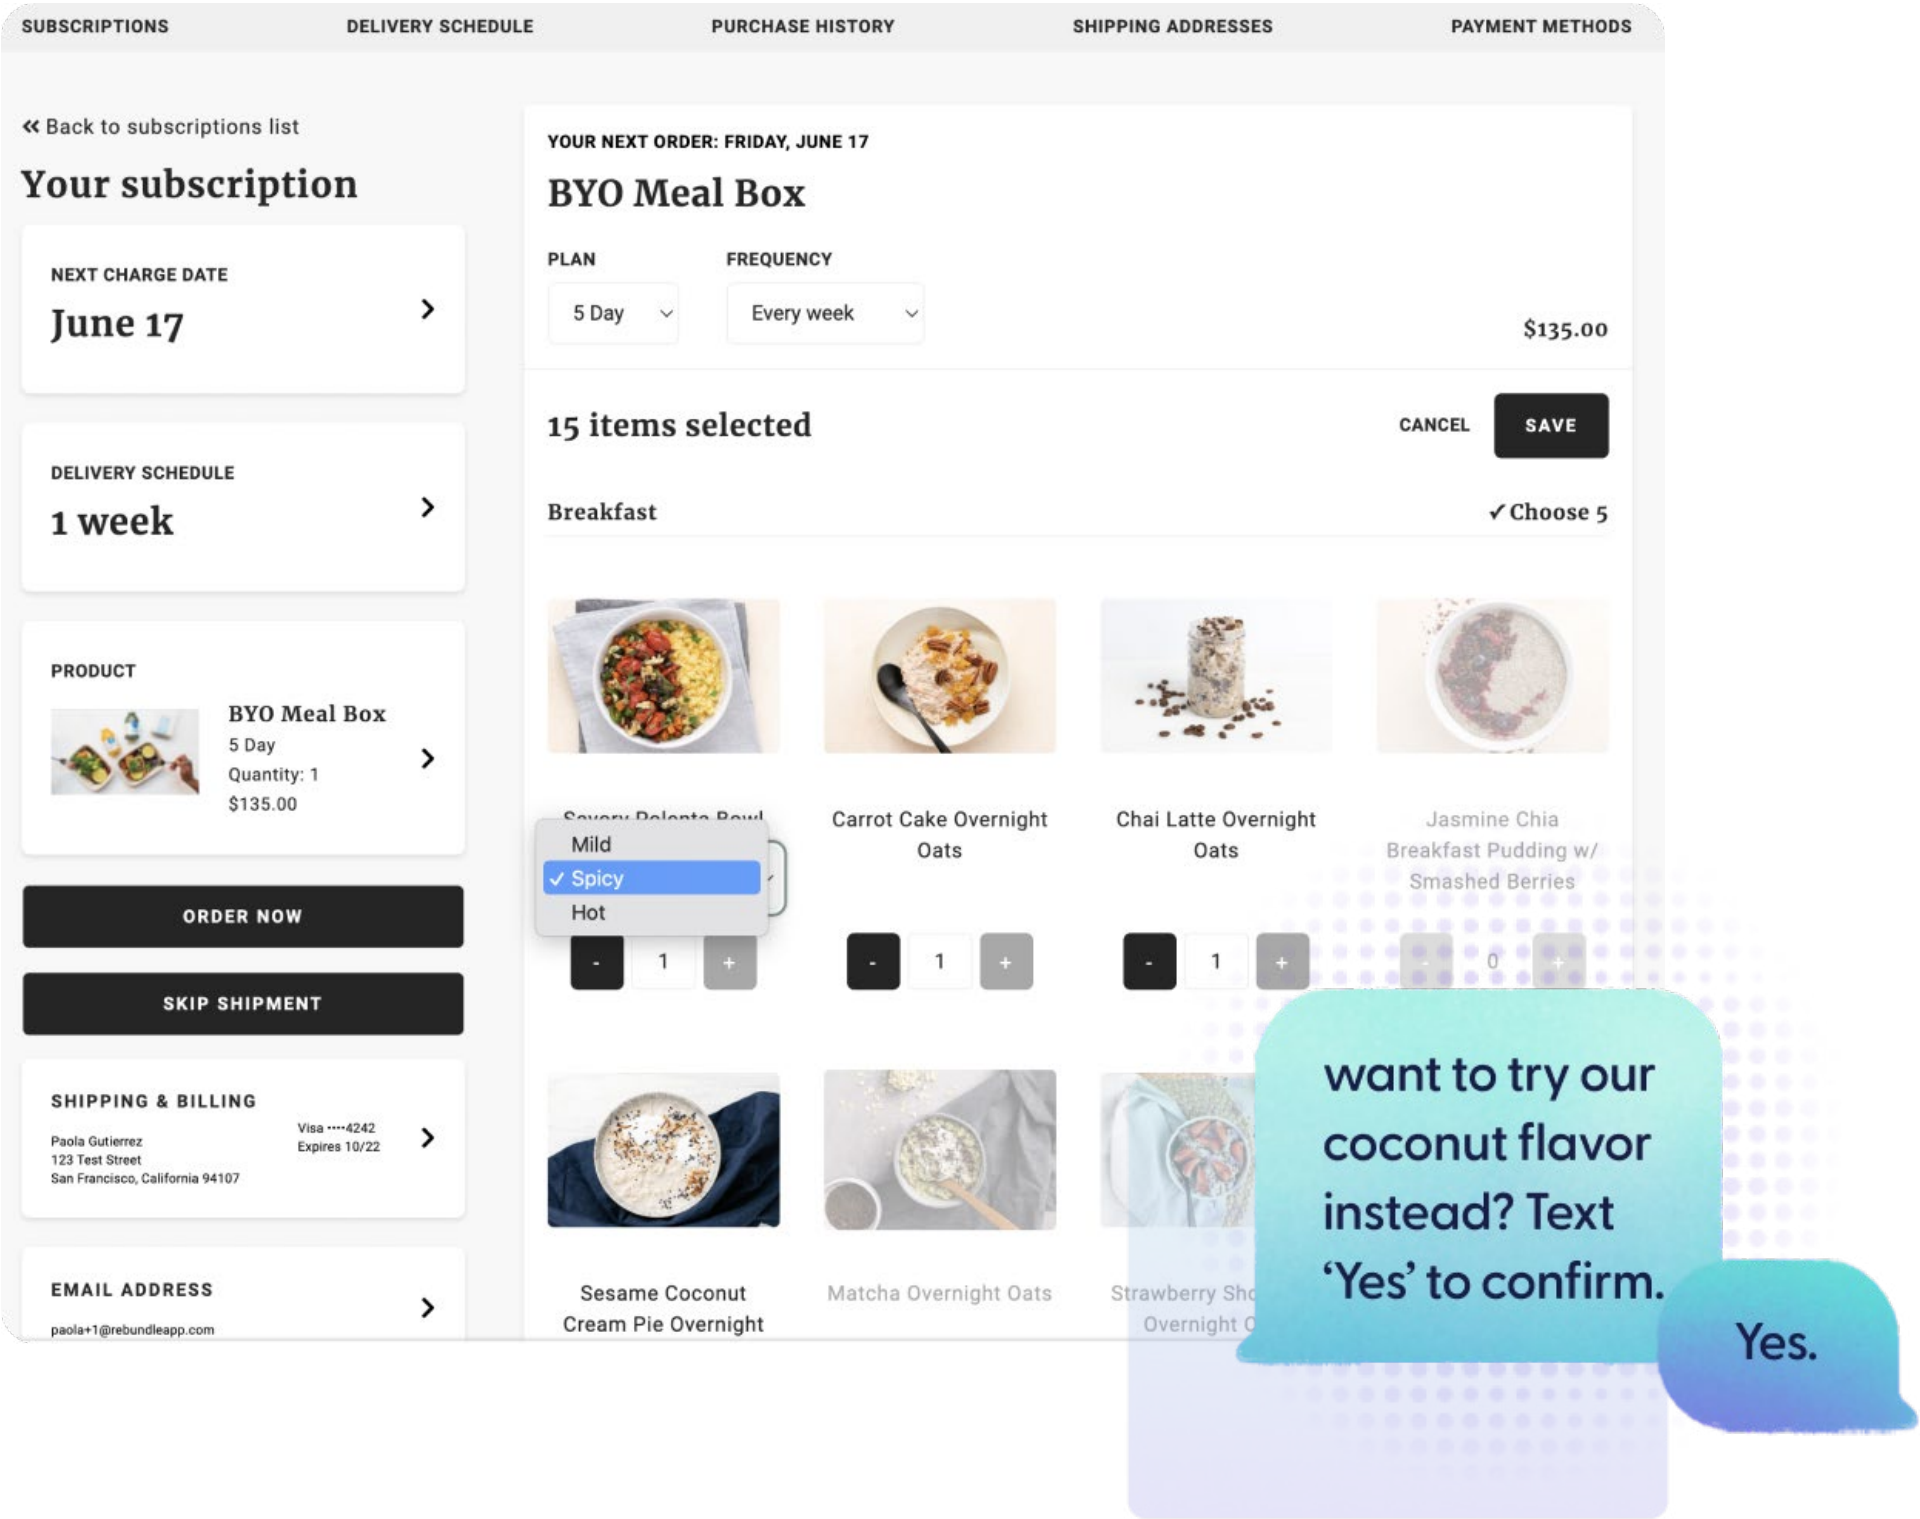 SUBSCRIPTIONS
DELIVERY SCHEDULE
PURCHASE HISTORY
SHIPPING ADDRESSES
PAYMENT METHODS
« Back to subscriptions list
Your subscription
NEXT CHARGE DATE
June 17
DELIVERY SCHEDULE
1 week
PRODUCT
BYO Meal Box
5 Day
Quantity: 1
$135.00
ORDER NOW
SKIP SHIPMENT
SHIPPING & BILLING
Paola Gutierrez
123 Test Street
San Francisco, California 94107
Visa ····4242
Expires 10/22
EMAIL ADDRESS
paola+1@rebundleapp.com
YOUR NEXT ORDER: FRIDAY, JUNE 17
BYO Meal Box
PLAN
FREQUENCY
5 Day
Every week
$135.00
15 items selected
CANCEL
SAVE
Breakfast
✓ Choose 5
Savory Polenta Bowl
Mild
✓ Spicy
Hot
- 1 +
Carrot Cake Overnight
Oats
- 1 +
Chai Latte Overnight
Oats
- 1 +
Jasmine Chia
Breakfast Pudding w/
Smashed Berries
- 0 +
Sesame Coconut
Cream Pie Overnight
Matcha Overnight Oats
Strawberry
Overnight
want to try our
coconut flavor
instead? Text
‘Yes’ to confirm.
Yes.